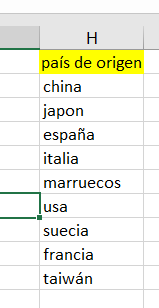 H
país de origen
china
japon
españa
italia
marruecos
usa
suecia
francia
taiwán